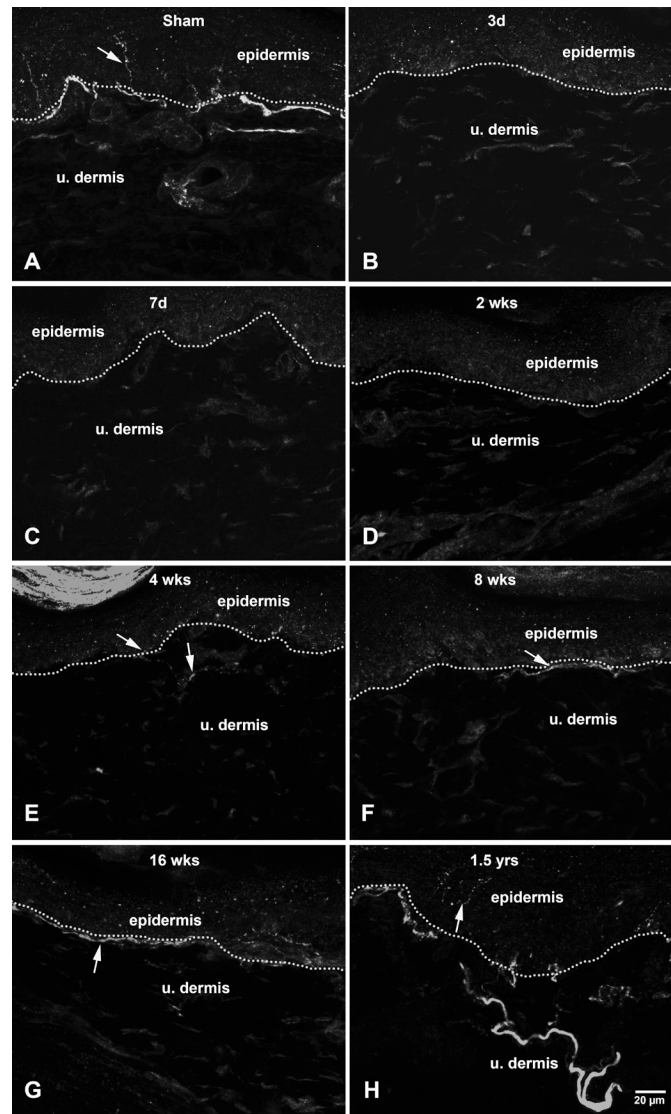 Sham
epidermis
u. dermis
A
3d
epidermis
u. dermis
B
7d
epidermis
u. dermis
C
2 wks
epidermis
u. dermis
D
4 wks
epidermis
u. dermis
E
8 wks
epidermis
u. dermis
F
16 wks
epidermis
u. dermis
G
1.5 yrs
epidermis
u. dermis
H
20 µm